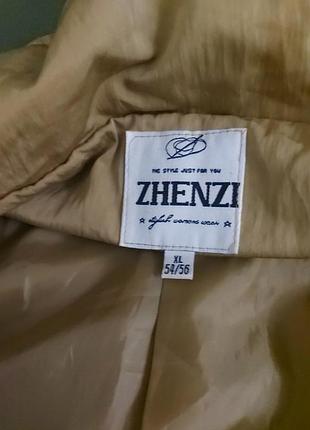 THE STYLE JUST FOR YOU
ZHENZI
stylish womens wear
XL
54/56